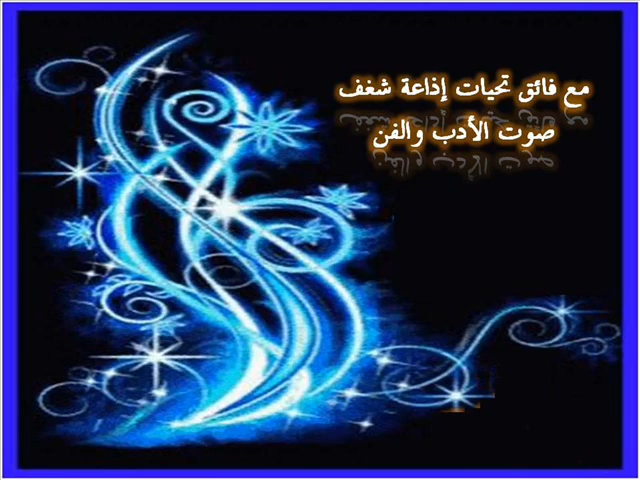 مع فائق تحيات إذاعة شغف
صوت الأدب والفن